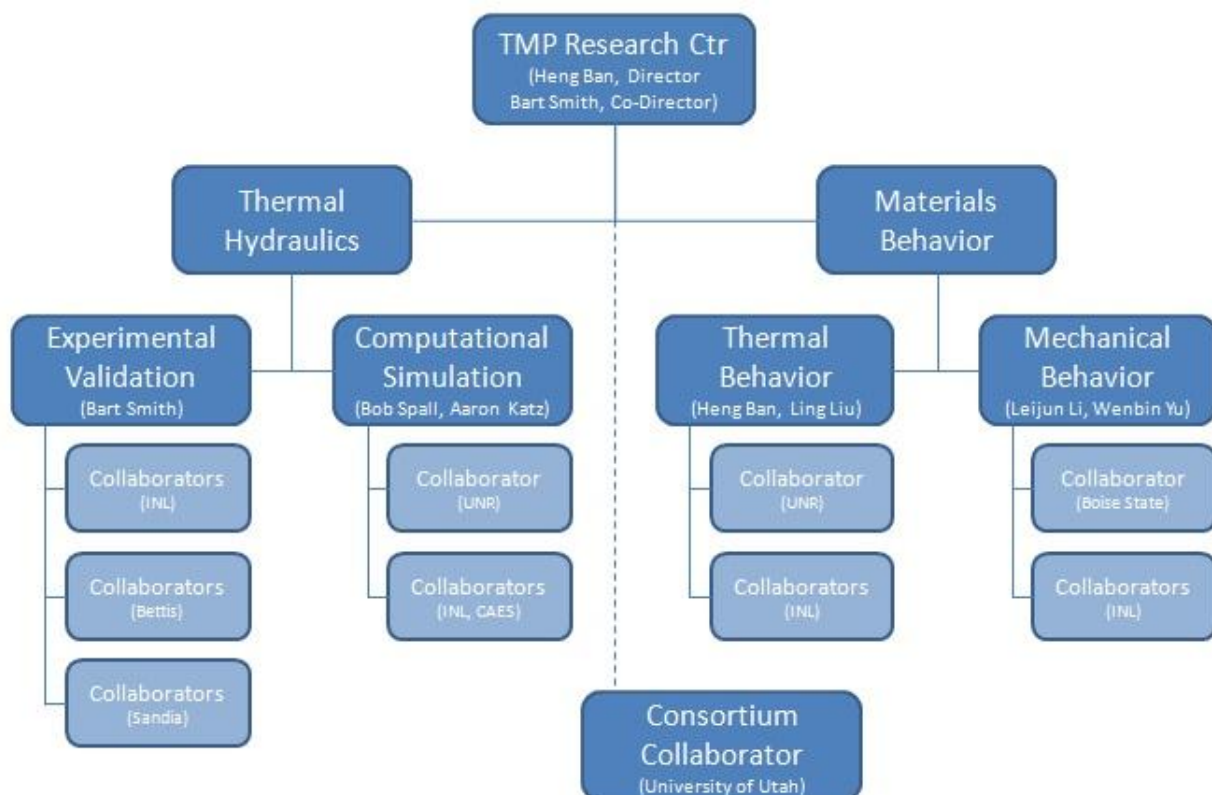 TMP Research Ctr
(Heng Ban, Director
Bart Smith, Co-Director)
Thermal
Hydraulics
Materials
Behavior
Experimental
Validation
(Bart Smith)
Computational
Simulation
(Bob Spall, Aaron Katz)
Thermal
Behavior
(Heng Ban, Ling Liu)
Mechanical
Behavior
(Leijun Li, Wenbin Yu)
Collaborators
(INL)
Collaborator
(UNR)
Collaborator
(UNR)
Collaborator
(Boise State)
Collaborators
(Bettis)
Collaborators
(INL, CAES)
Collaborators
(INL)
Collaborators
(INL)
Collaborators
(Sandia)
Consortium
Collaborator
(University of Utah)